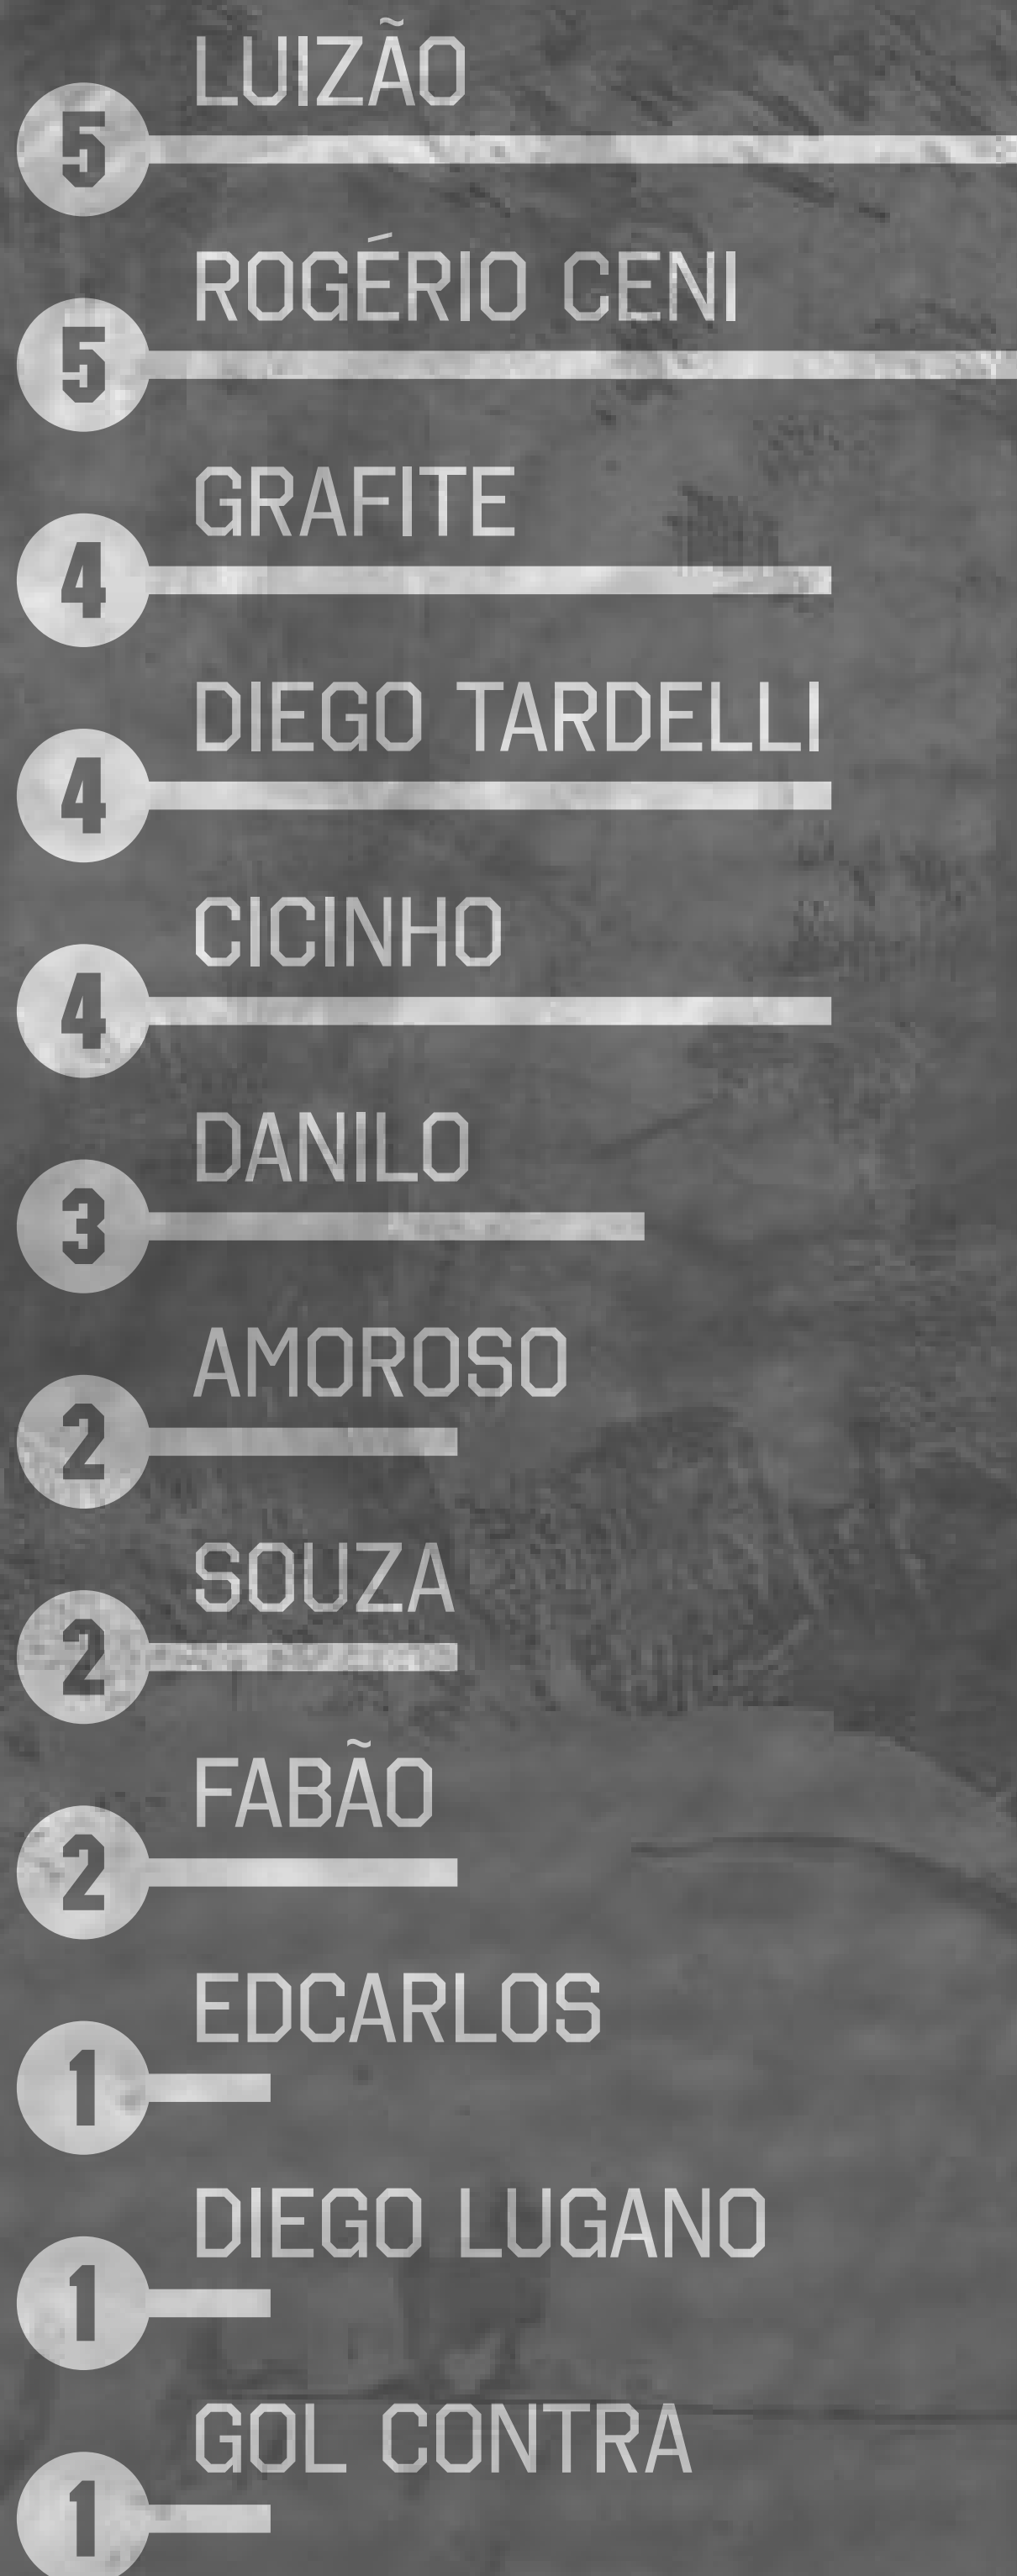 LUIZÃO
5
ROGÉRIO CENI
5
GRAFITE
4
DIEGO TARDELLI
4
CICINHO
4
DANILO
3
AMOROSO
2
SOUZA
2
FABÃO
2
EDCARLOS
1
DIEGO LUGANO
1
GOL CONTRA
1